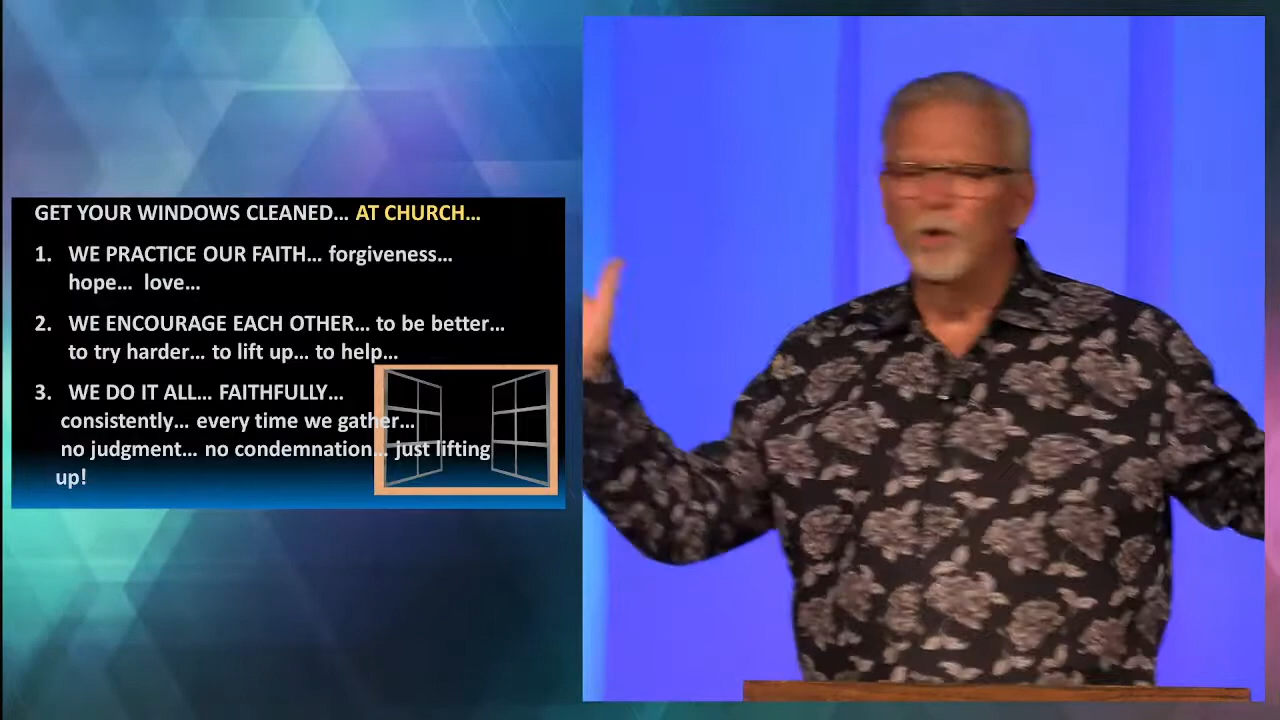 GET YOUR WINDOWS CLEANED... AT CHURCH...
1. WE PRACTICE OUR FAITH... forgiveness...
hope... love...
2. WE ENCOURAGE EACH OTHER... to be better...
to try harder... to lift up... to help...
3. WE DO IT ALL... FAITHFULLY...
consistently... every time we gather...
no judgment... no condemnation... just lifting
up!